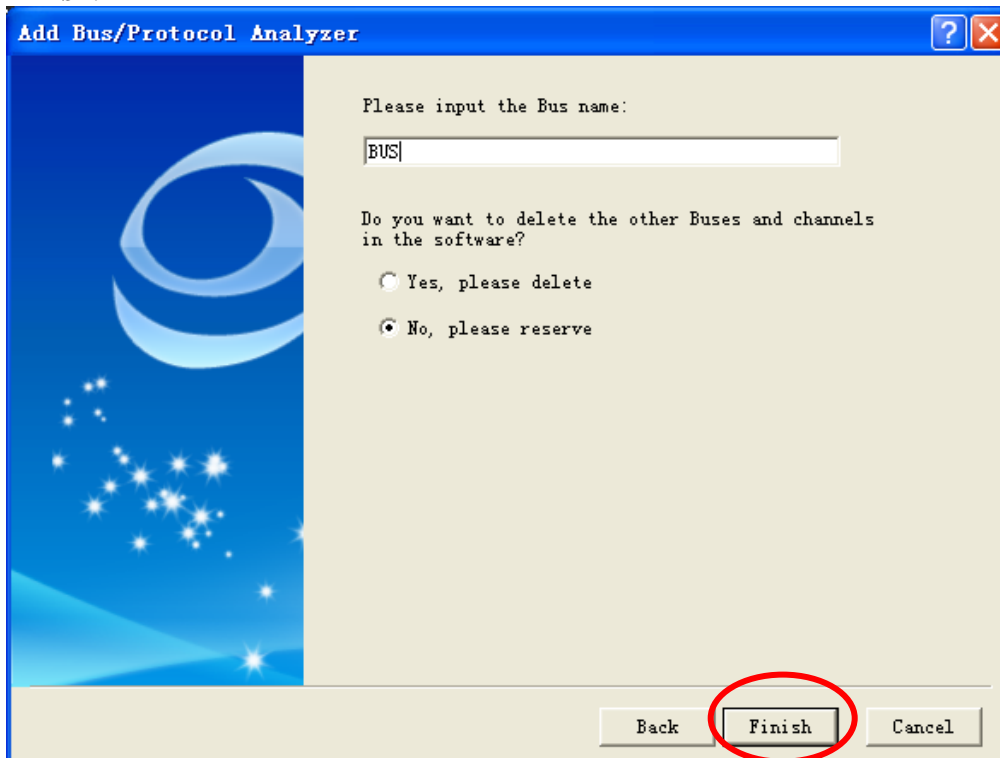 Add Bus/Protocol Analyzer
Please input the Bus name:
BUS
Do you want to delete the other Buses and channels
in the software?
Yes, please delete
No, please reserve
Back Finish Cancel